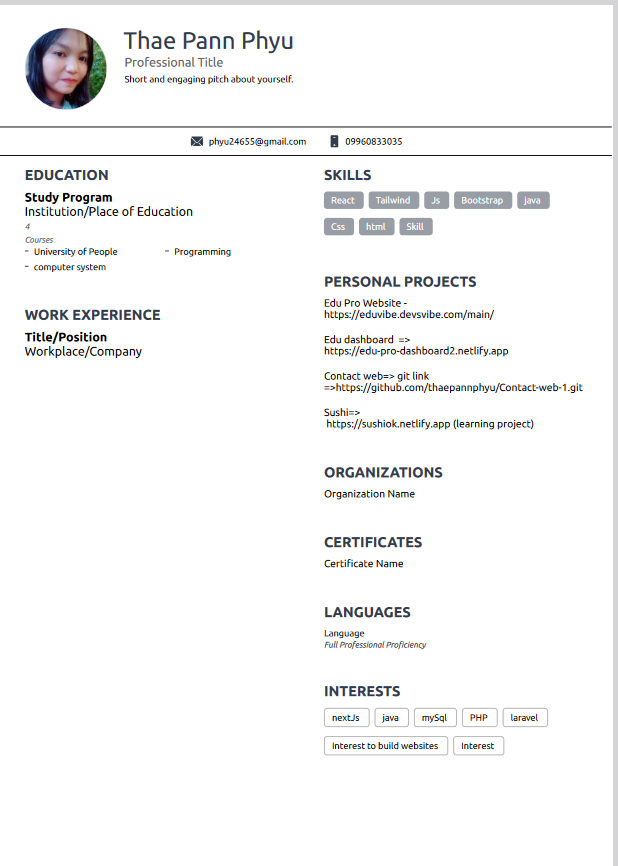 Thae Pann Phyu
Professional Title
Short and engaging pitch about yourself.
phyu24655@gmail.com 09960833035
EDUCATION
Study Program
Institution/Place of Education
4
Courses
- University of People - Programming
- computer system
WORK EXPERIENCE
Title/Position
Workplace/Company
SKILLS
React Tailwind Js Bootstrap java
Css html Skill
PERSONAL PROJECTS
Edu Pro Website -
https://eduvibe.devsvibe.com/main/
Edu dashboard =>
https://edu-pro-dashboard2.netlify.app
Contact web=> git link
=>https://github.com/thaepannphyu/Contact-web-1.git
Sushi=>
https://sushiok.netlify.app (learning project)
ORGANIZATIONS
Organization Name
CERTIFICATES
Certificate Name
LANGUAGES
Language
Full Professional Proficiency
INTERESTS
nextJs java mySql PHP laravel
Interest to build websites Interest